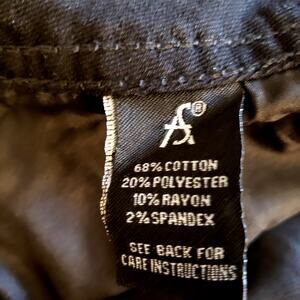 AS®
68% COTTON
20% POLYESTER
10% RAYON
2% SPANDEX
SEE BACK FOR
CARE INSTRUCTIONS